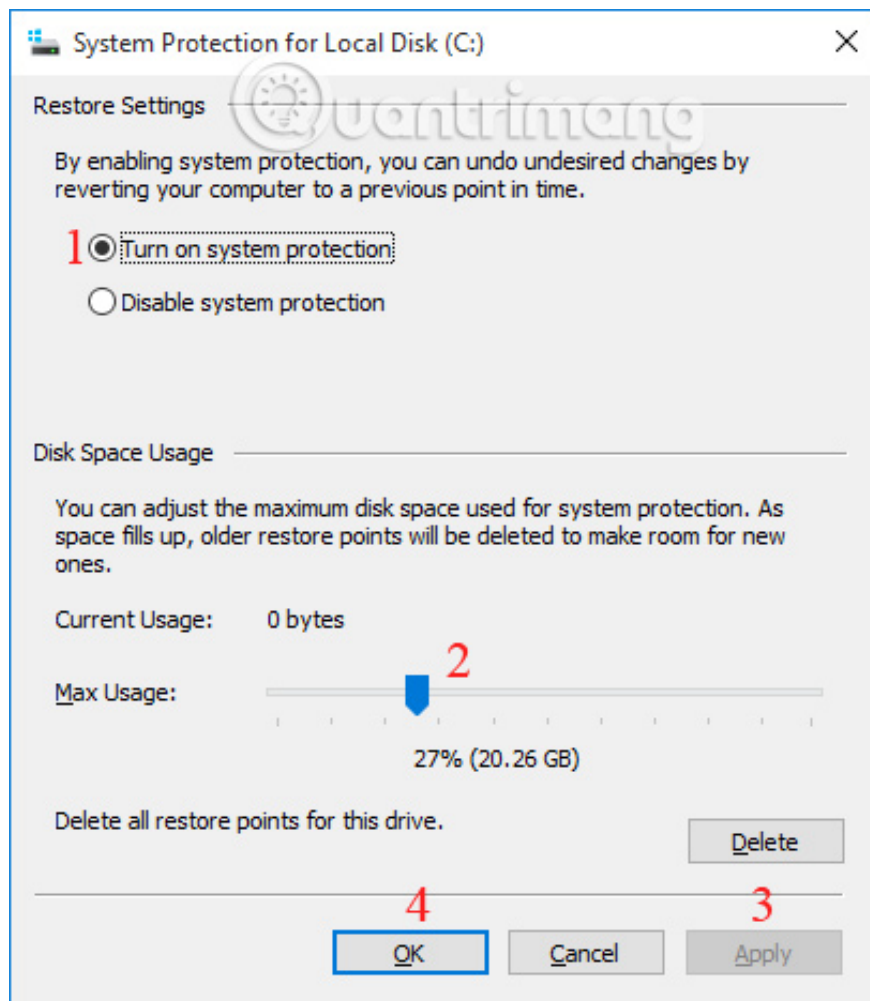 System Protection for Local Disk (C:)
Quantrimang
Restore Settings
By enabling system protection, you can undo undesired changes by
reverting your computer to a previous point in time.
1 Turn on system protection
Disable system protection
Disk Space Usage
You can adjust the maximum disk space used for system protection. As
space fills up, older restore points will be deleted to make room for new
ones.
Current Usage: 0 bytes
2
Max Usage:
27% (20.26 GB)
Delete all restore points for this drive.
Delete
4 3
OK Cancel Apply